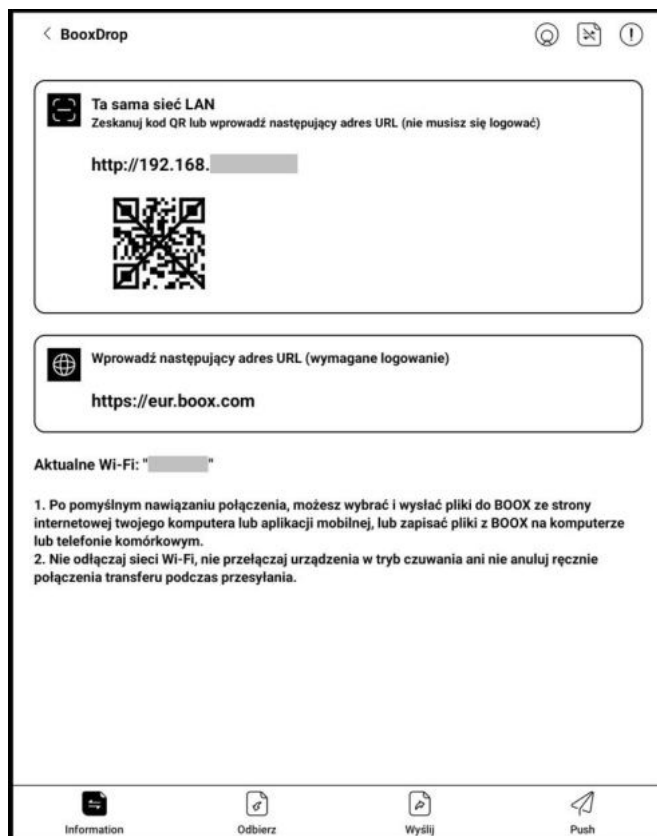 BooxDrop
Ta sama sieć LAN
Zeskanuj kod QR lub wprowadź następujący adres URL (nie musisz się logować)
http://192.168.
Wprowadź następujący adres URL (wymagane logowanie)
https://eur.boox.com
Aktualne Wi-Fi: " "
1. Po pomyślnym nawiązaniu połączenia, możesz wybrać i wysłać pliki do BOOX ze strony
internetowej twojego komputera lub aplikacji mobilnej, lub zapisać pliki z BOOX na komputerze
lub telefonie komórkowym.
2. Nie odłączaj sieci Wi-Fi, nie przełączaj urządzenia w tryb czuwania ani nie anuluj ręcznie
połączenia transferu podczas przesyłania.
Information Odbierz Wyślij Push